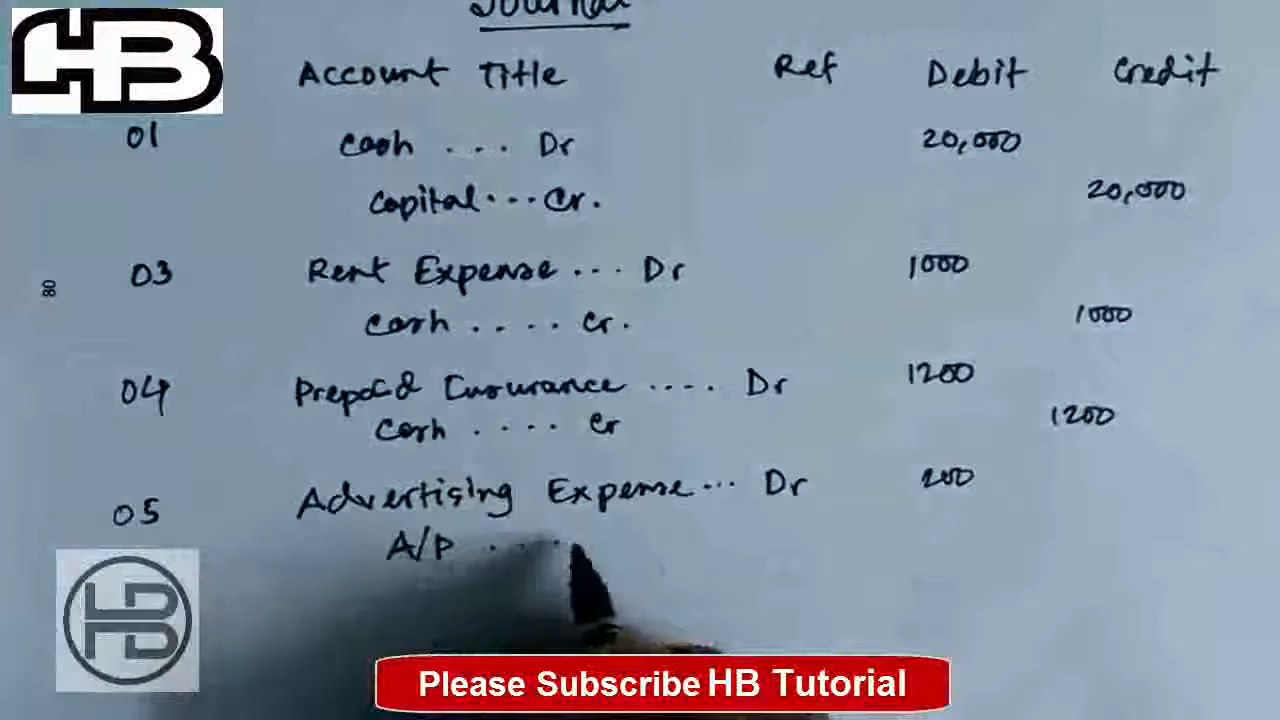 Journal
HB
Account Title Ref Debit Credit
01 Cash ... Dr 20,000
Capital... Cr. 20,000
03 Rent Expense ... Dr 1000
80
Cash .... Cr. 1000
04 Prepaid Insurance .... Dr 1200
Cash .... Cr 1200
05 Advertising Expense... Dr 200
A/P ....
HB
Please Subscribe HB Tutorial